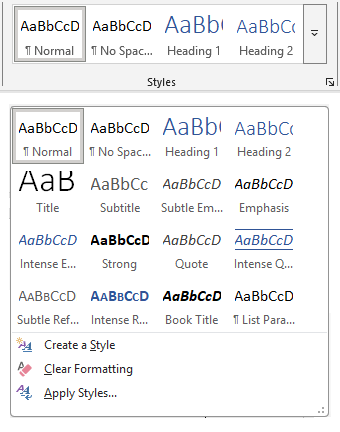 AaBbCcD AaBbCcD AaBbC AaBbCc
¶ Normal ¶ No Spac... Heading 1 Heading 2
Styles
AaBbCcD AaBbCcD AaBbC AaBbCc
¶ Normal ¶ No Spac... Heading 1 Heading 2
AaB AaBbCc AaBbCcD AaBbCcD
Title Subtitle Subtle Em... Emphasis
AaBbCcD AaBbCcD AaBbCcD AaBbCcD
Intense E... Strong Quote Intense Q...
AaBbCcD AaBbCcD AaBbCcD AaBbCcD
Subtle Ref... Intense R... Book Title ¶ List Para...
Create a Style
Clear Formatting
Apply Styles...